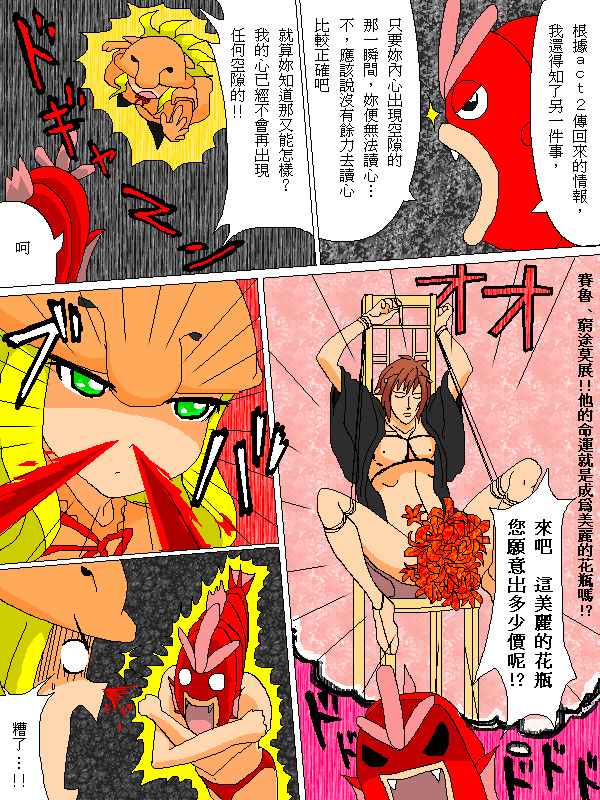 根據act２傳回來的情報，
我還得知了另一件事，
只要妳內心出現空隙的
那一瞬間，妳便無法讀心…
不，應該說沒有餘力去讀心
比較正確吧
就算妳知道那又能怎樣？
我的心已經不會再出現
任何空隙的!!
ドギャ
ズン
呵
賽魯、窮途莫展!!他的命運就是成爲美麗的花瓶嗎!?
オオ
來吧　這美麗的花瓶
您願意出多少價呢!?
バッ
糟了…!!
ドド
ドドド